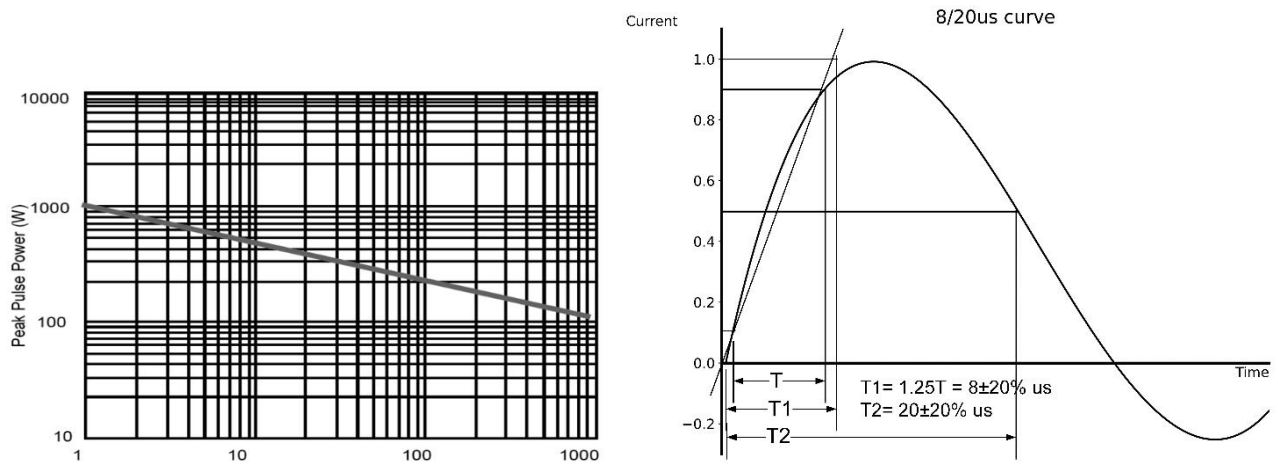 10000
1000
100
10
Peak Pulse Power (W)
1
10
100
1000
8/20us curve
Current
1.0
0.8
0.6
0.4
0.2
0.0
−0.2
Time
T
T1
T2
T1= 1.25T = 8±20% us
T2= 20±20% us